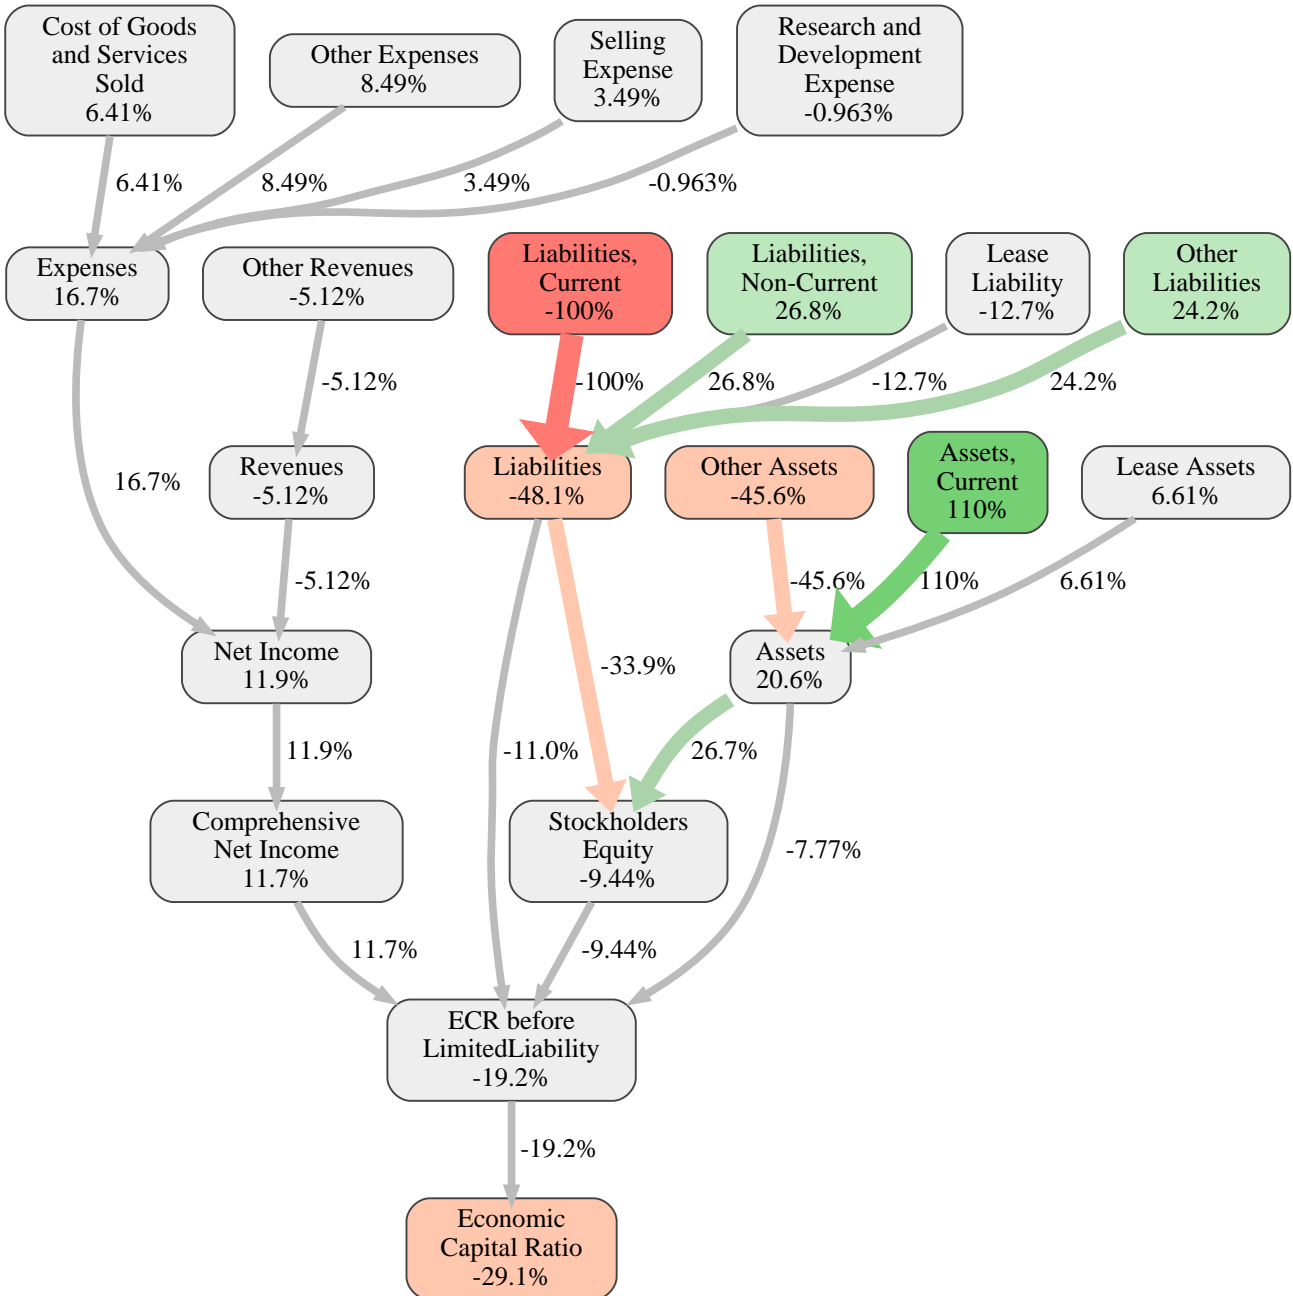 Cost of Goods
and Services
Sold
6.41%
Other Expenses
8.49%
Selling
Expense
3.49%
Research and
Development
Expense
-0.963%
6.41%
8.49%
3.49%
-0.963%
Expenses
16.7%
Other Revenues
-5.12%
Liabilities,
Current
-100%
Liabilities,
Non-Current
26.8%
Lease
Liability
-12.7%
Other
Liabilities
24.2%
-5.12%
-100%
26.8%
-12.7%
24.2%
16.7%
Revenues
-5.12%
Liabilities
-48.1%
Other Assets
-45.6%
Assets,
Current
110%
Lease Assets
6.61%
-5.12%
-45.6%
110%
6.61%
Net Income
11.9%
-33.9%
Assets
20.6%
11.9%
-11.0%
26.7%
Comprehensive
Net Income
11.7%
Stockholders
Equity
-9.44%
-7.77%
11.7%
-9.44%
ECR before
LimitedLiability
-19.2%
-19.2%
Economic
Capital Ratio
-29.1%